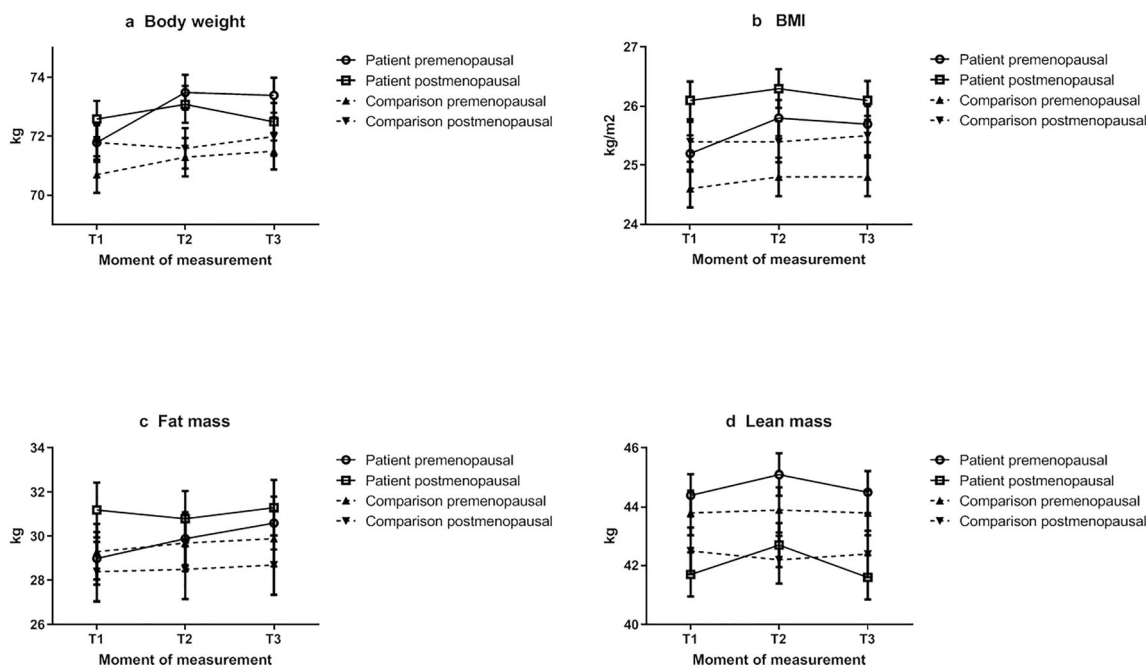 a Body weight
74
72
70
kg
T1 T2 T3
Moment of measurement
Patient premenopausal
Patient postmenopausal
Comparison premenopausal
Comparison postmenopausal
b BMI
27
26
25
24
kg/m2
T1 T2 T3
Moment of measurement
Patient premenopausal
Patient postmenopausal
Comparison premenopausal
Comparison postmenopausal
c Fat mass
34
32
30
28
26
kg
T1 T2 T3
Moment of measurement
Patient premenopausal
Patient postmenopausal
Comparison premenopausal
Comparison postmenopausal
d Lean mass
46
44
42
40
kg
T1 T2 T3
Moment of measurement
Patient premenopausal
Patient postmenopausal
Comparison premenopausal
Comparison postmenopausal